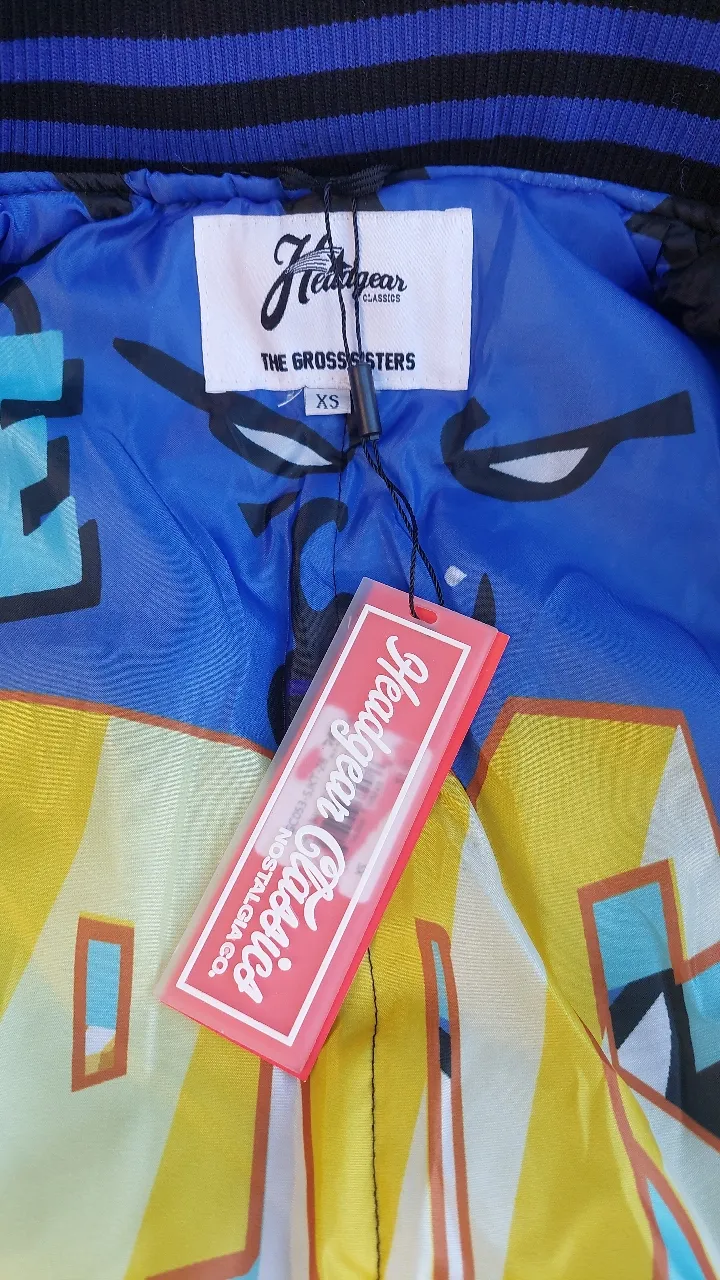 Headgear
CLASSICS
THE GROSS SISTERS
XS
Headgear Classics
NOSTALGIA CO.